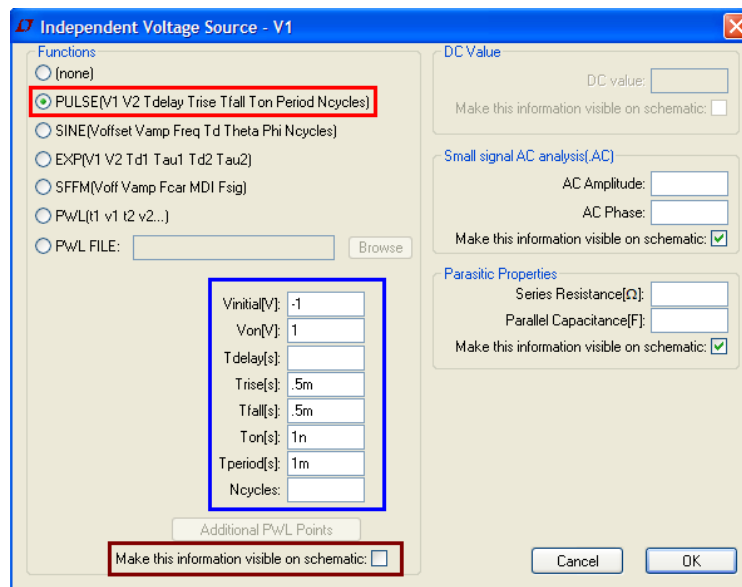 Independent Voltage Source - V1
Functions
(none)
PULSE(V1 V2 Tdelay Trise Tfall Ton Period Ncycles)
SINE(Voffset Vamp Freq Td Theta Phi Ncycles)
EXP(V1 V2 Td1 Tau1 Td2 Tau2)
SFFM(Voff Vamp Fcar MDI Fsig)
PWL(t1 v1 t2 v2...)
PWL FILE: Browse
Vinitial[V]: -1
Von[V]: 1
Tdelay[s]:
Trise[s]: .5m
Tfall[s]: .5m
Ton[s]: 1n
Tperiod[s]: 1m
Ncycles:
Additional PWL Points
Make this information visible on schematic:
DC Value
DC value:
Make this information visible on schematic:
Small signal AC analysis(.AC)
AC Amplitude:
AC Phase:
Make this information visible on schematic:
Parasitic Properties
Series Resistance[Ω]:
Parallel Capacitance[F]:
Make this information visible on schematic:
Cancel OK